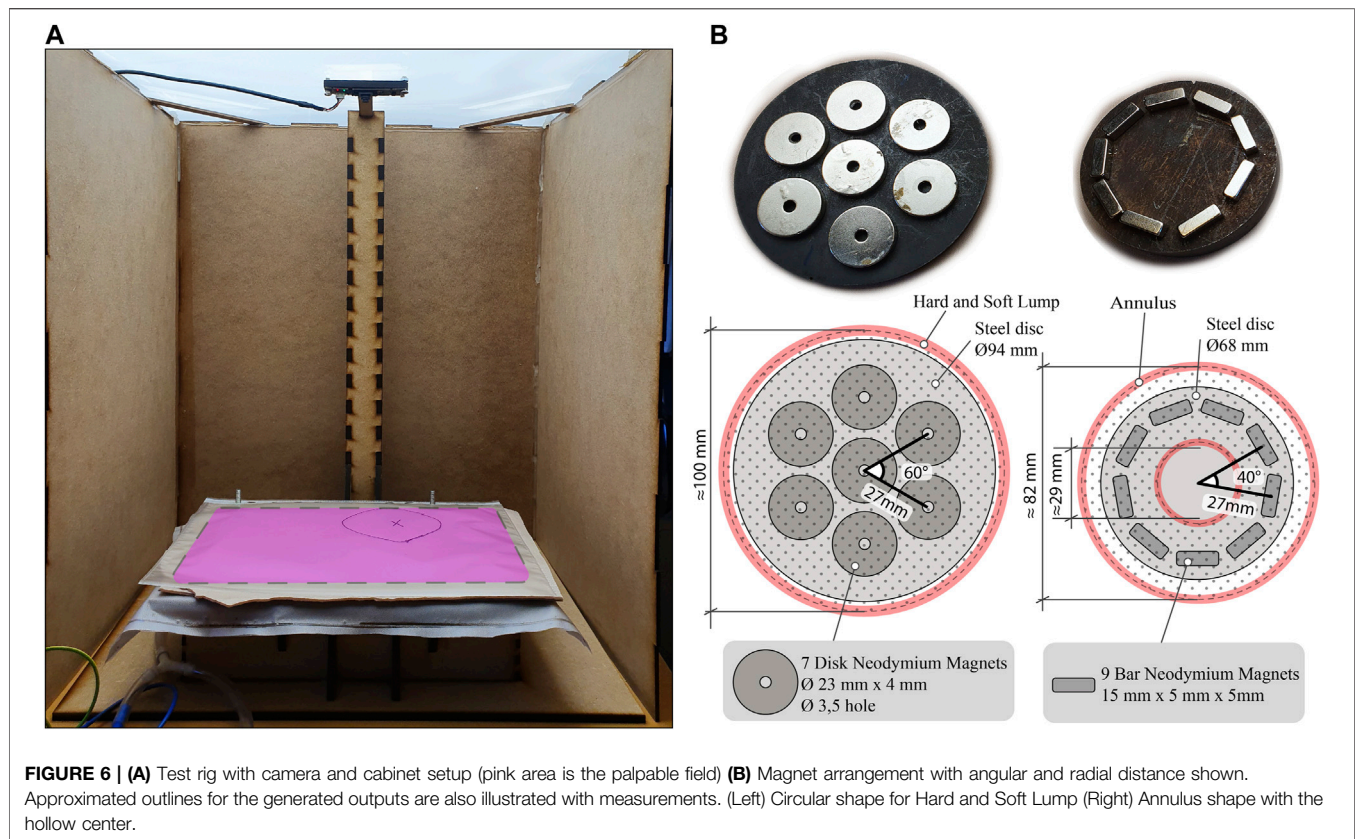 A
B
Hard and Soft Lump
Steel disc
Ø94 mm
Annulus
Steel disc
Ø68 mm
≈100 mm
60°
27mm
≈ 82 mm
≈29 mm
40°
27mm
7 Disk Neodymium Magnets
Ø 23 mm x 4 mm
Ø 3,5 hole
9 Bar Neodymium Magnets
15 mm x 5 mm x 5mm
FIGURE 6 | (A) Test rig with camera and cabinet setup (pink area is the palpable field) (B) Magnet arrangement with angular and radial distance shown.
Approximated outlines for the generated outputs are also illustrated with measurements. (Left) Circular shape for Hard and Soft Lump (Right) Annulus shape with the
hollow center.